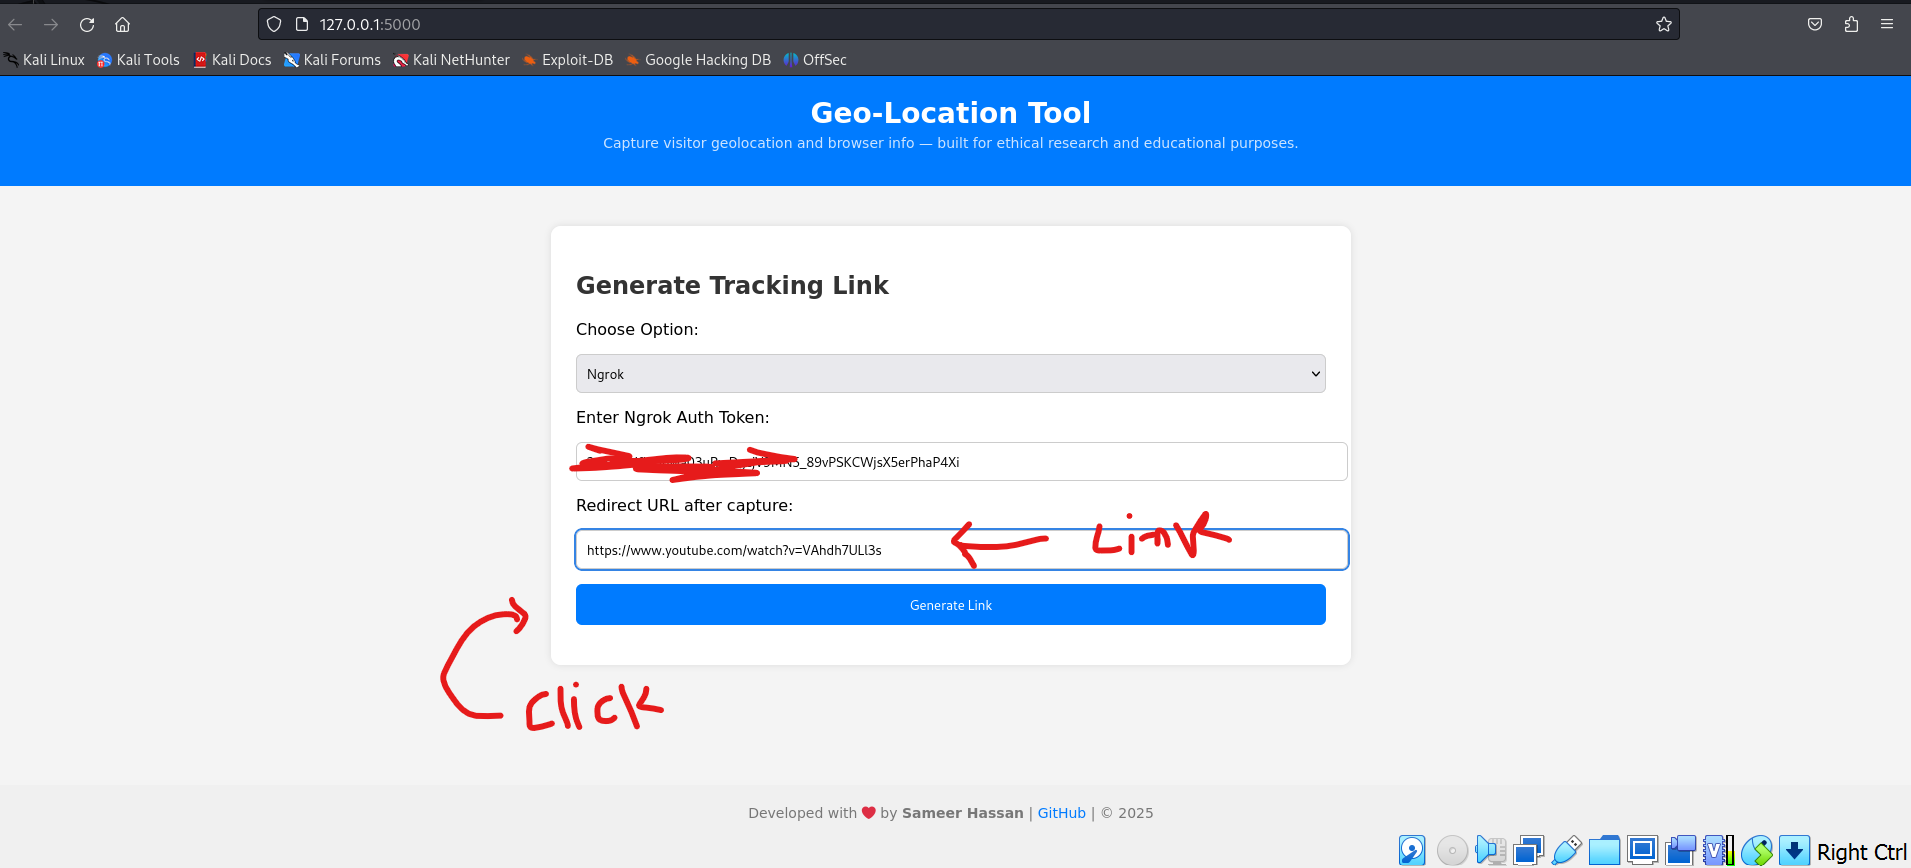 127.0.0.1:5000
Kali Linux Kali Tools Kali Docs Kali Forums Kali NetHunter Exploit-DB Google Hacking DB OffSec
Geo-Location Tool
Capture visitor geolocation and browser info — built for ethical research and educational purposes.
Generate Tracking Link
Choose Option:
Ngrok
Enter Ngrok Auth Token:
Redirect URL after capture:
https://www.youtube.com/watch?v=VAhdh7ULl3s
Link
Generate Link
Click
Developed with ❤ by Sameer Hassan | GitHub | © 2025
Right Ctrl